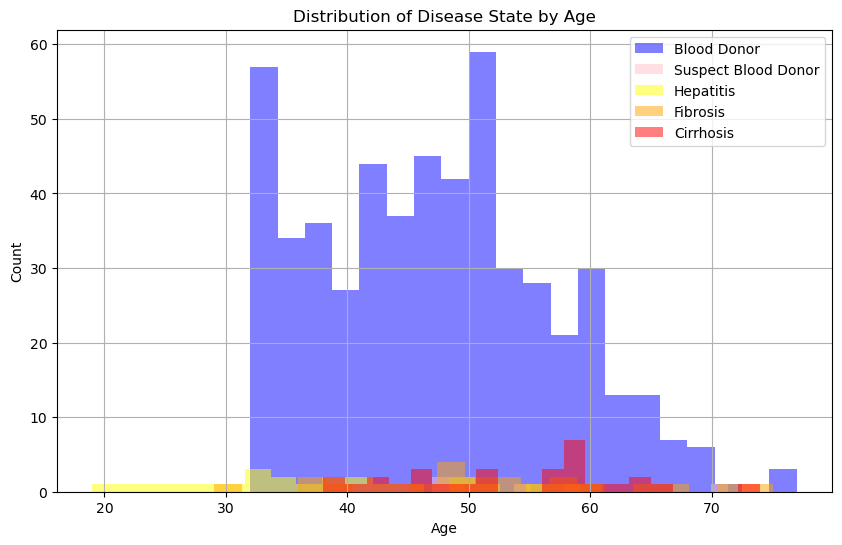 Distribution of Disease State by Age
60
50
40
30
20
10
0
Count
Blood Donor
Suspect Blood Donor
Hepatitis
Fibrosis
Cirrhosis
20 30 40 50 60 70
Age